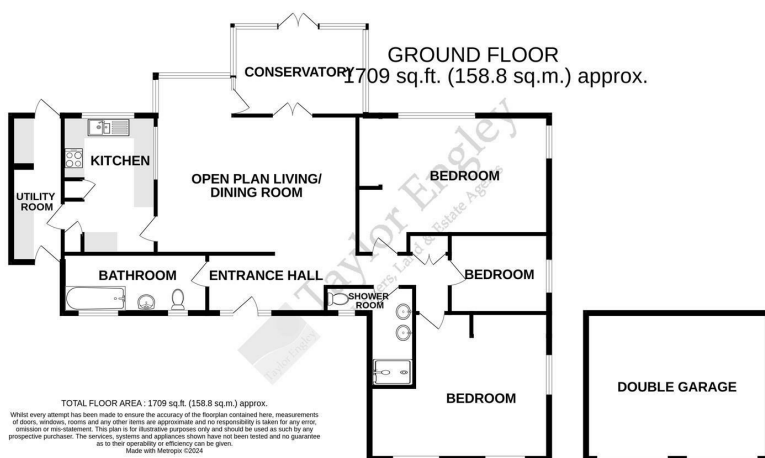 GROUND FLOOR
1709 sq.ft. (158.8 sq.m.) approx.
CONSERVATORY
KITCHEN
OPEN PLAN LIVING/
DINING ROOM
BEDROOM
UTILITY
ROOM
BATHROOM
ENTRANCE HALL
BEDROOM
SHOWER
ROOM
BEDROOM
DOUBLE GARAGE
Taylor Engley
Land & Estate Agents
Taylor Engley
TOTAL FLOOR AREA : 1709 sq.ft. (158.8 sq.m.) approx.
Whilst every attempt has been made to ensure the accuracy of the floorplan contained here, measurements
of doors, windows, rooms and any other items are approximate and no responsibility is taken for any error,
omission or mis-statement. This plan is for illustrative purposes only and should be used as such by any
prospective purchaser. The services, systems and appliances shown have not been tested and no guarantee
as to their operability or efficiency can be given.
Made with Metropix ©2024